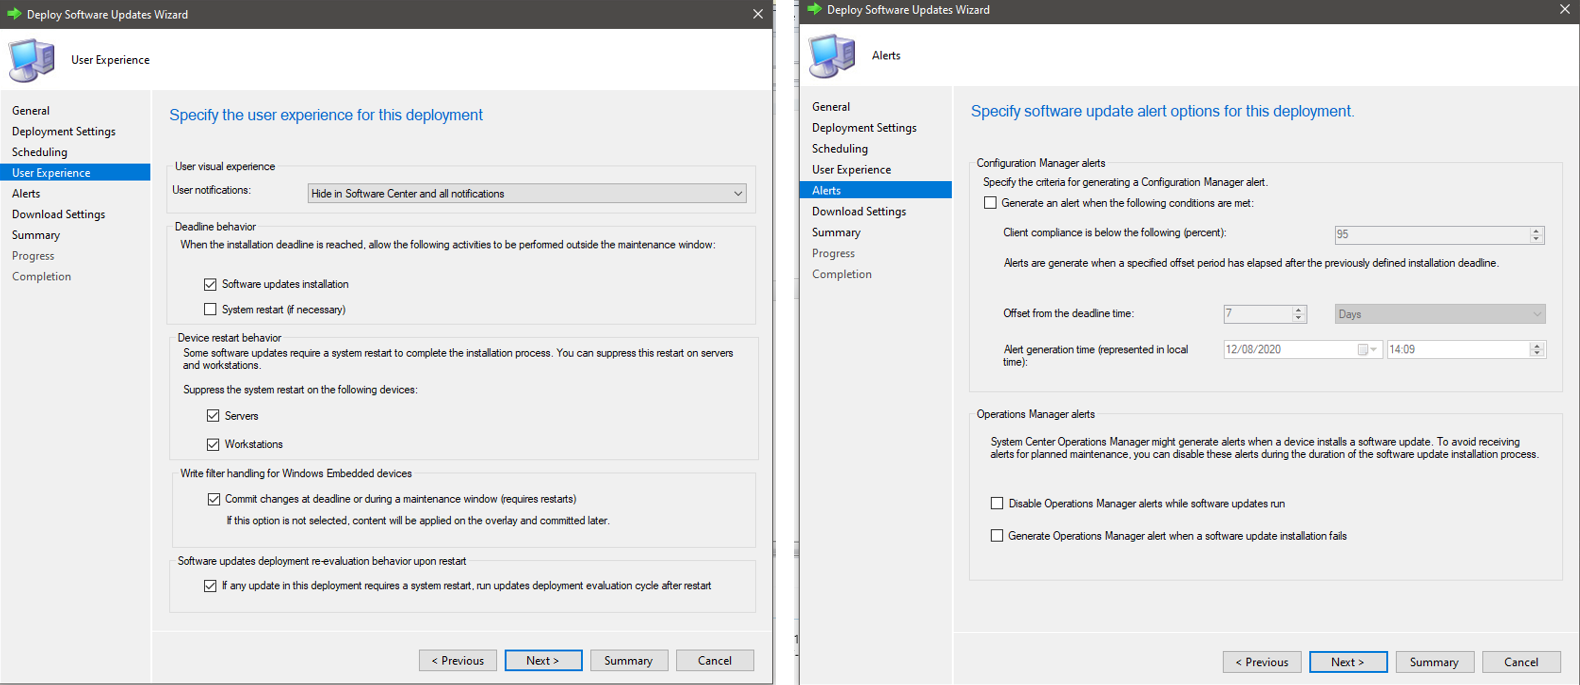 Deploy Software Updates Wizard
User Experience
General
Deployment Settings
Scheduling
User Experience
Alerts
Download Settings
Summary
Progress
Completion
Specify the user experience for this deployment
User visual experience
User notifications:
Hide in Software Center and all notifications
Deadline behavior
When the installation deadline is reached, allow the following activities to be performed outside the maintenance window:
Software updates installation
System restart (if necessary)
Device restart behavior
Some software updates require a system restart to complete the installation process. You can suppress this restart on servers
and workstations.
Suppress the system restart on the following devices:
Servers
Workstations
Write filter handling for Windows Embedded devices
Commit changes at deadline or during a maintenance window (requires restarts)
If this option is not selected, content will be applied on the overlay and committed later.
Software updates deployment re-evaluation behavior upon restart
If any update in this deployment requires a system restart, run updates deployment evaluation cycle after restart
< Previous
Next >
Summary
Cancel
Deploy Software Updates Wizard
Alerts
General
Deployment Settings
Scheduling
User Experience
Alerts
Download Settings
Summary
Progress
Completion
Specify software update alert options for this deployment.
Configuration Manager alerts
Specify the criteria for generating a Configuration Manager alert.
Generate an alert when the following conditions are met:
Client compliance is below the following (percent):
95
Alerts are generate when a specified offset period has elapsed after the previously defined installation deadline.
Offset from the deadline time:
7
Days
Alert generation time (represented in local
time):
12/08/2020
14:09
Operations Manager alerts
System Center Operations Manager might generate alerts when a device installs a software update. To avoid receiving
alerts for planned maintenance, you can disable these alerts during the duration of the software update installation process.
Disable Operations Manager alerts while software updates run
Generate Operations Manager alert when a software update installation fails
< Previous
Next >
Summary
Cancel